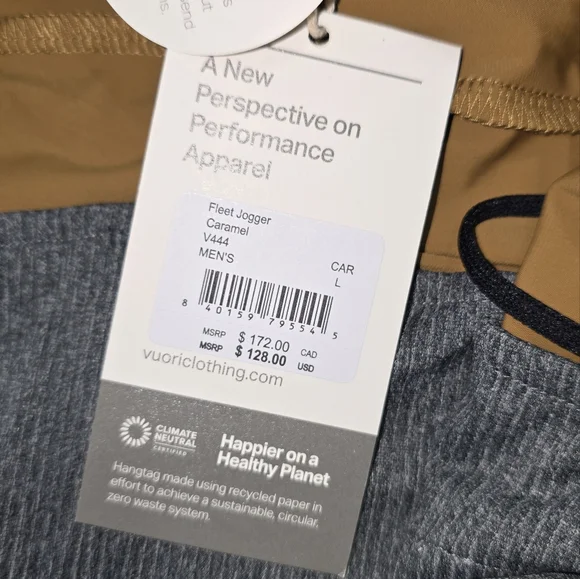 A New
Perspective on
Performance
Apparel
Fleet Jogger
Caramel
V444
MEN'S
CAR
L
8 40159 79554 5
MSRP $ 172.00 CAD
MSRP $ 128.00 USD
vuoriclothing.com
CLIMATE
NEUTRAL
CERTIFIED
Happier on a
Healthy Planet
Hangtag made using recycled paper in
effort to achieve a sustainable, circular,
zero waste system.